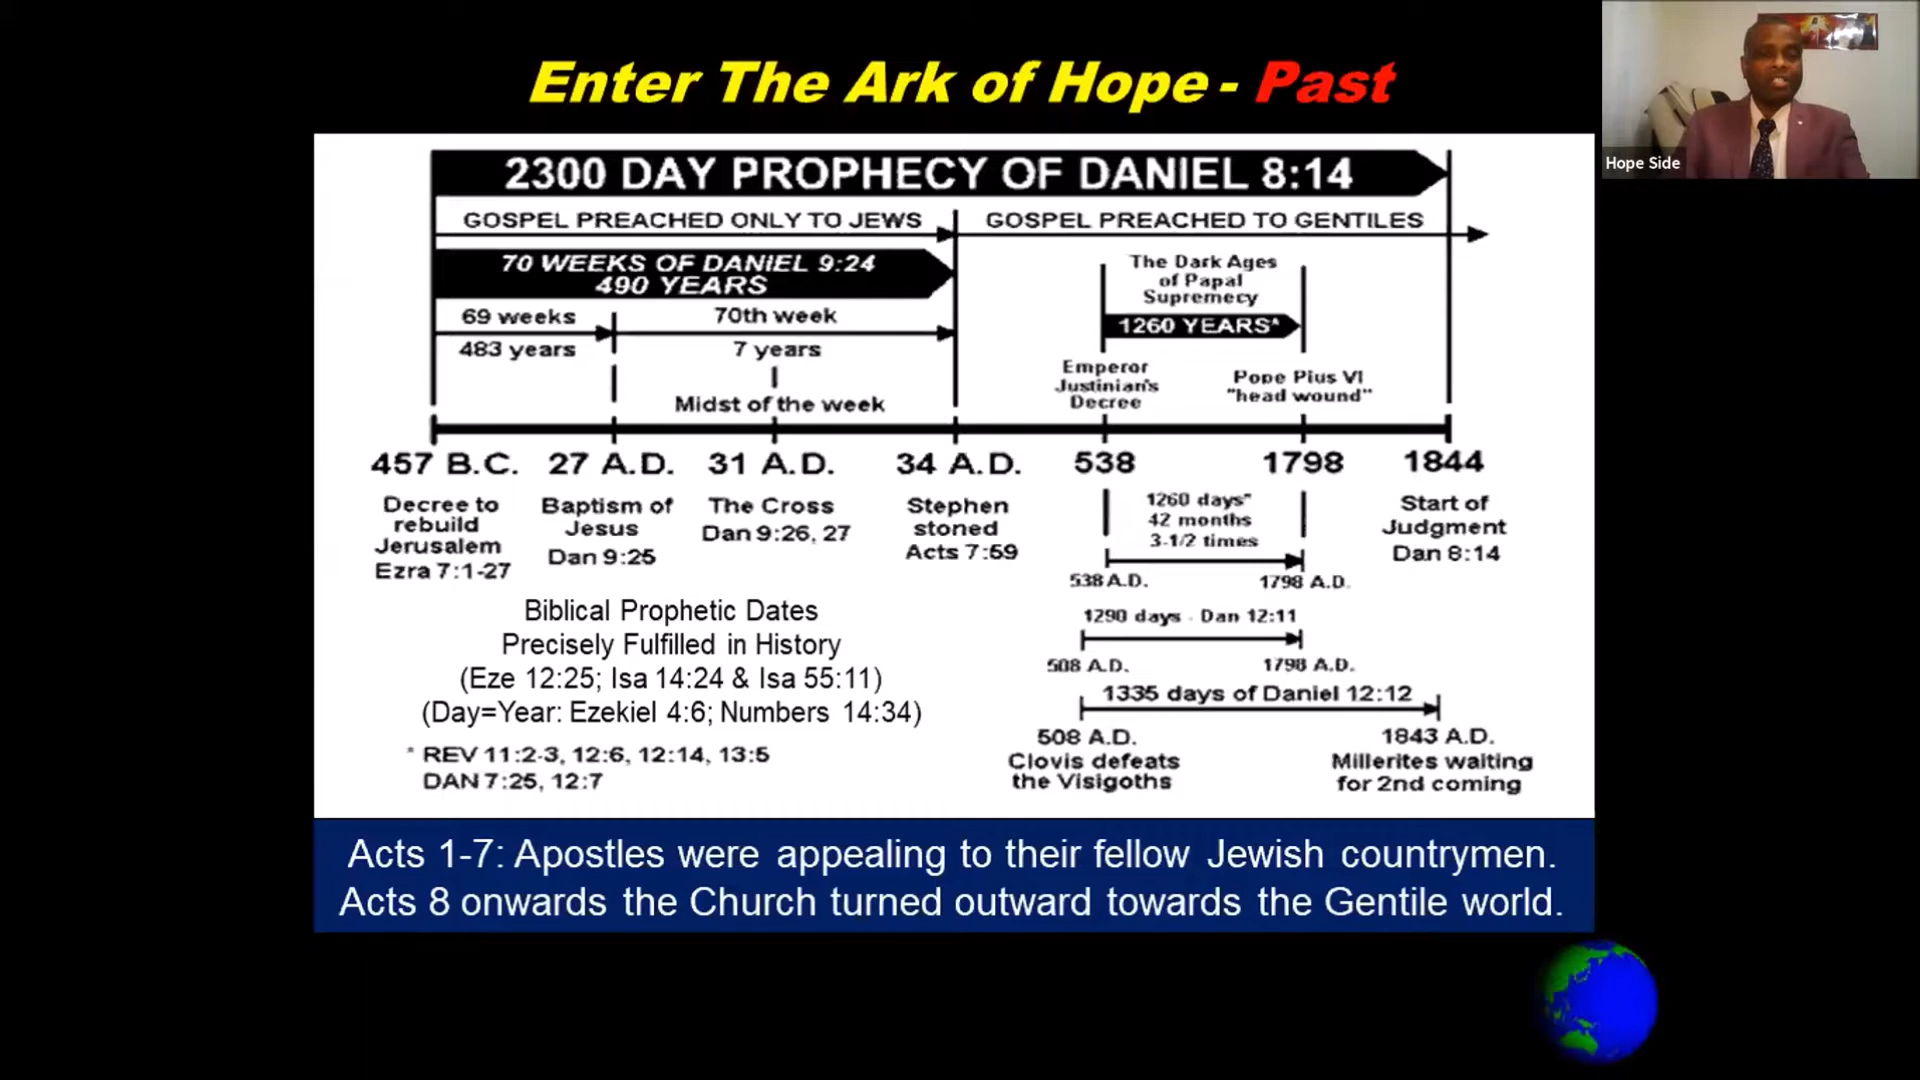 Enter The Ark of Hope - Past
Hope Side
2300 DAY PROPHECY OF DANIEL 8:14
GOSPEL PREACHED ONLY TO JEWS
GOSPEL PREACHED TO GENTILES
70 WEEKS OF DANIEL 9:24
490 YEARS
69 weeks
483 years
70th week
7 years
Midst of the week
The Dark Ages
of Papal
Supremecy
1260 YEARS*
Emperor
Justinian's
Decree
Pope Pius VI
"head wound"
457 B.C.
Decree to
rebuild
Jerusalem
Ezra 7:1-27
27 A.D.
Baptism of
Jesus
Dan 9:25
31 A.D.
The Cross
Dan 9:26, 27
34 A.D.
Stephen
stoned
Acts 7:59
538
1798
1844
Start of
Judgment
Dan 8:14
1260 days*
42 months
3-1/2 times
538 A.D.
1798 A.D.
1290 days - Dan 12:11
508 A.D.
1798 A.D.
1335 days of Daniel 12:12
508 A.D.
Clovis defeats
the Visigoths
1843 A.D.
Millerites waiting
for 2nd coming
Biblical Prophetic Dates
Precisely Fulfilled in History
(Eze 12:25; Isa 14:24 & Isa 55:11)
(Day=Year: Ezekiel 4:6; Numbers 14:34)
* REV 11:2-3, 12:6, 12:14, 13:5
DAN 7:25, 12:7
Acts 1-7: Apostles were appealing to their fellow Jewish countrymen.
Acts 8 onwards the Church turned outward towards the Gentile world.